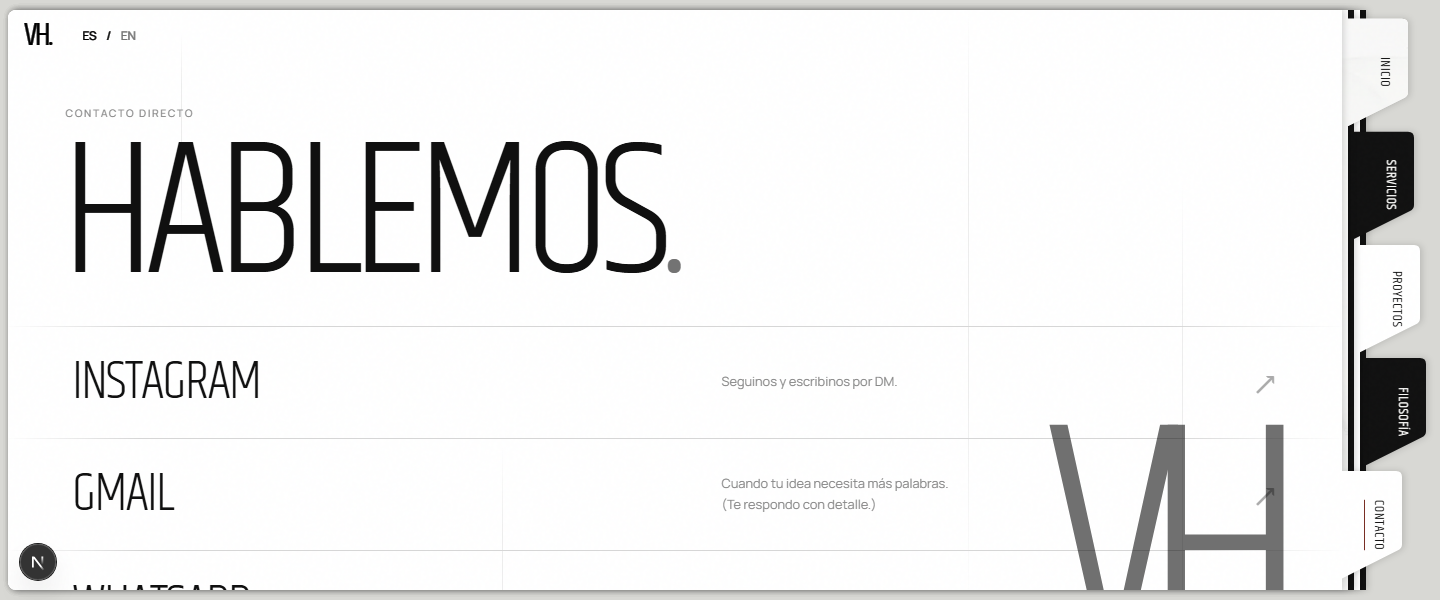 VH.
ES / EN
CONTACTO DIRECTO
HABLEMOS.
INSTAGRAM
Seguinos y escribinos por DM.
↗
GMAIL
Cuando tu idea necesita más palabras.
(Te respondo con detalle.)
↗
WHATSAPP
VH
N
INICIO
SERVICIOS
PROYECTOS
FILOSOFÍA
CONTACTO